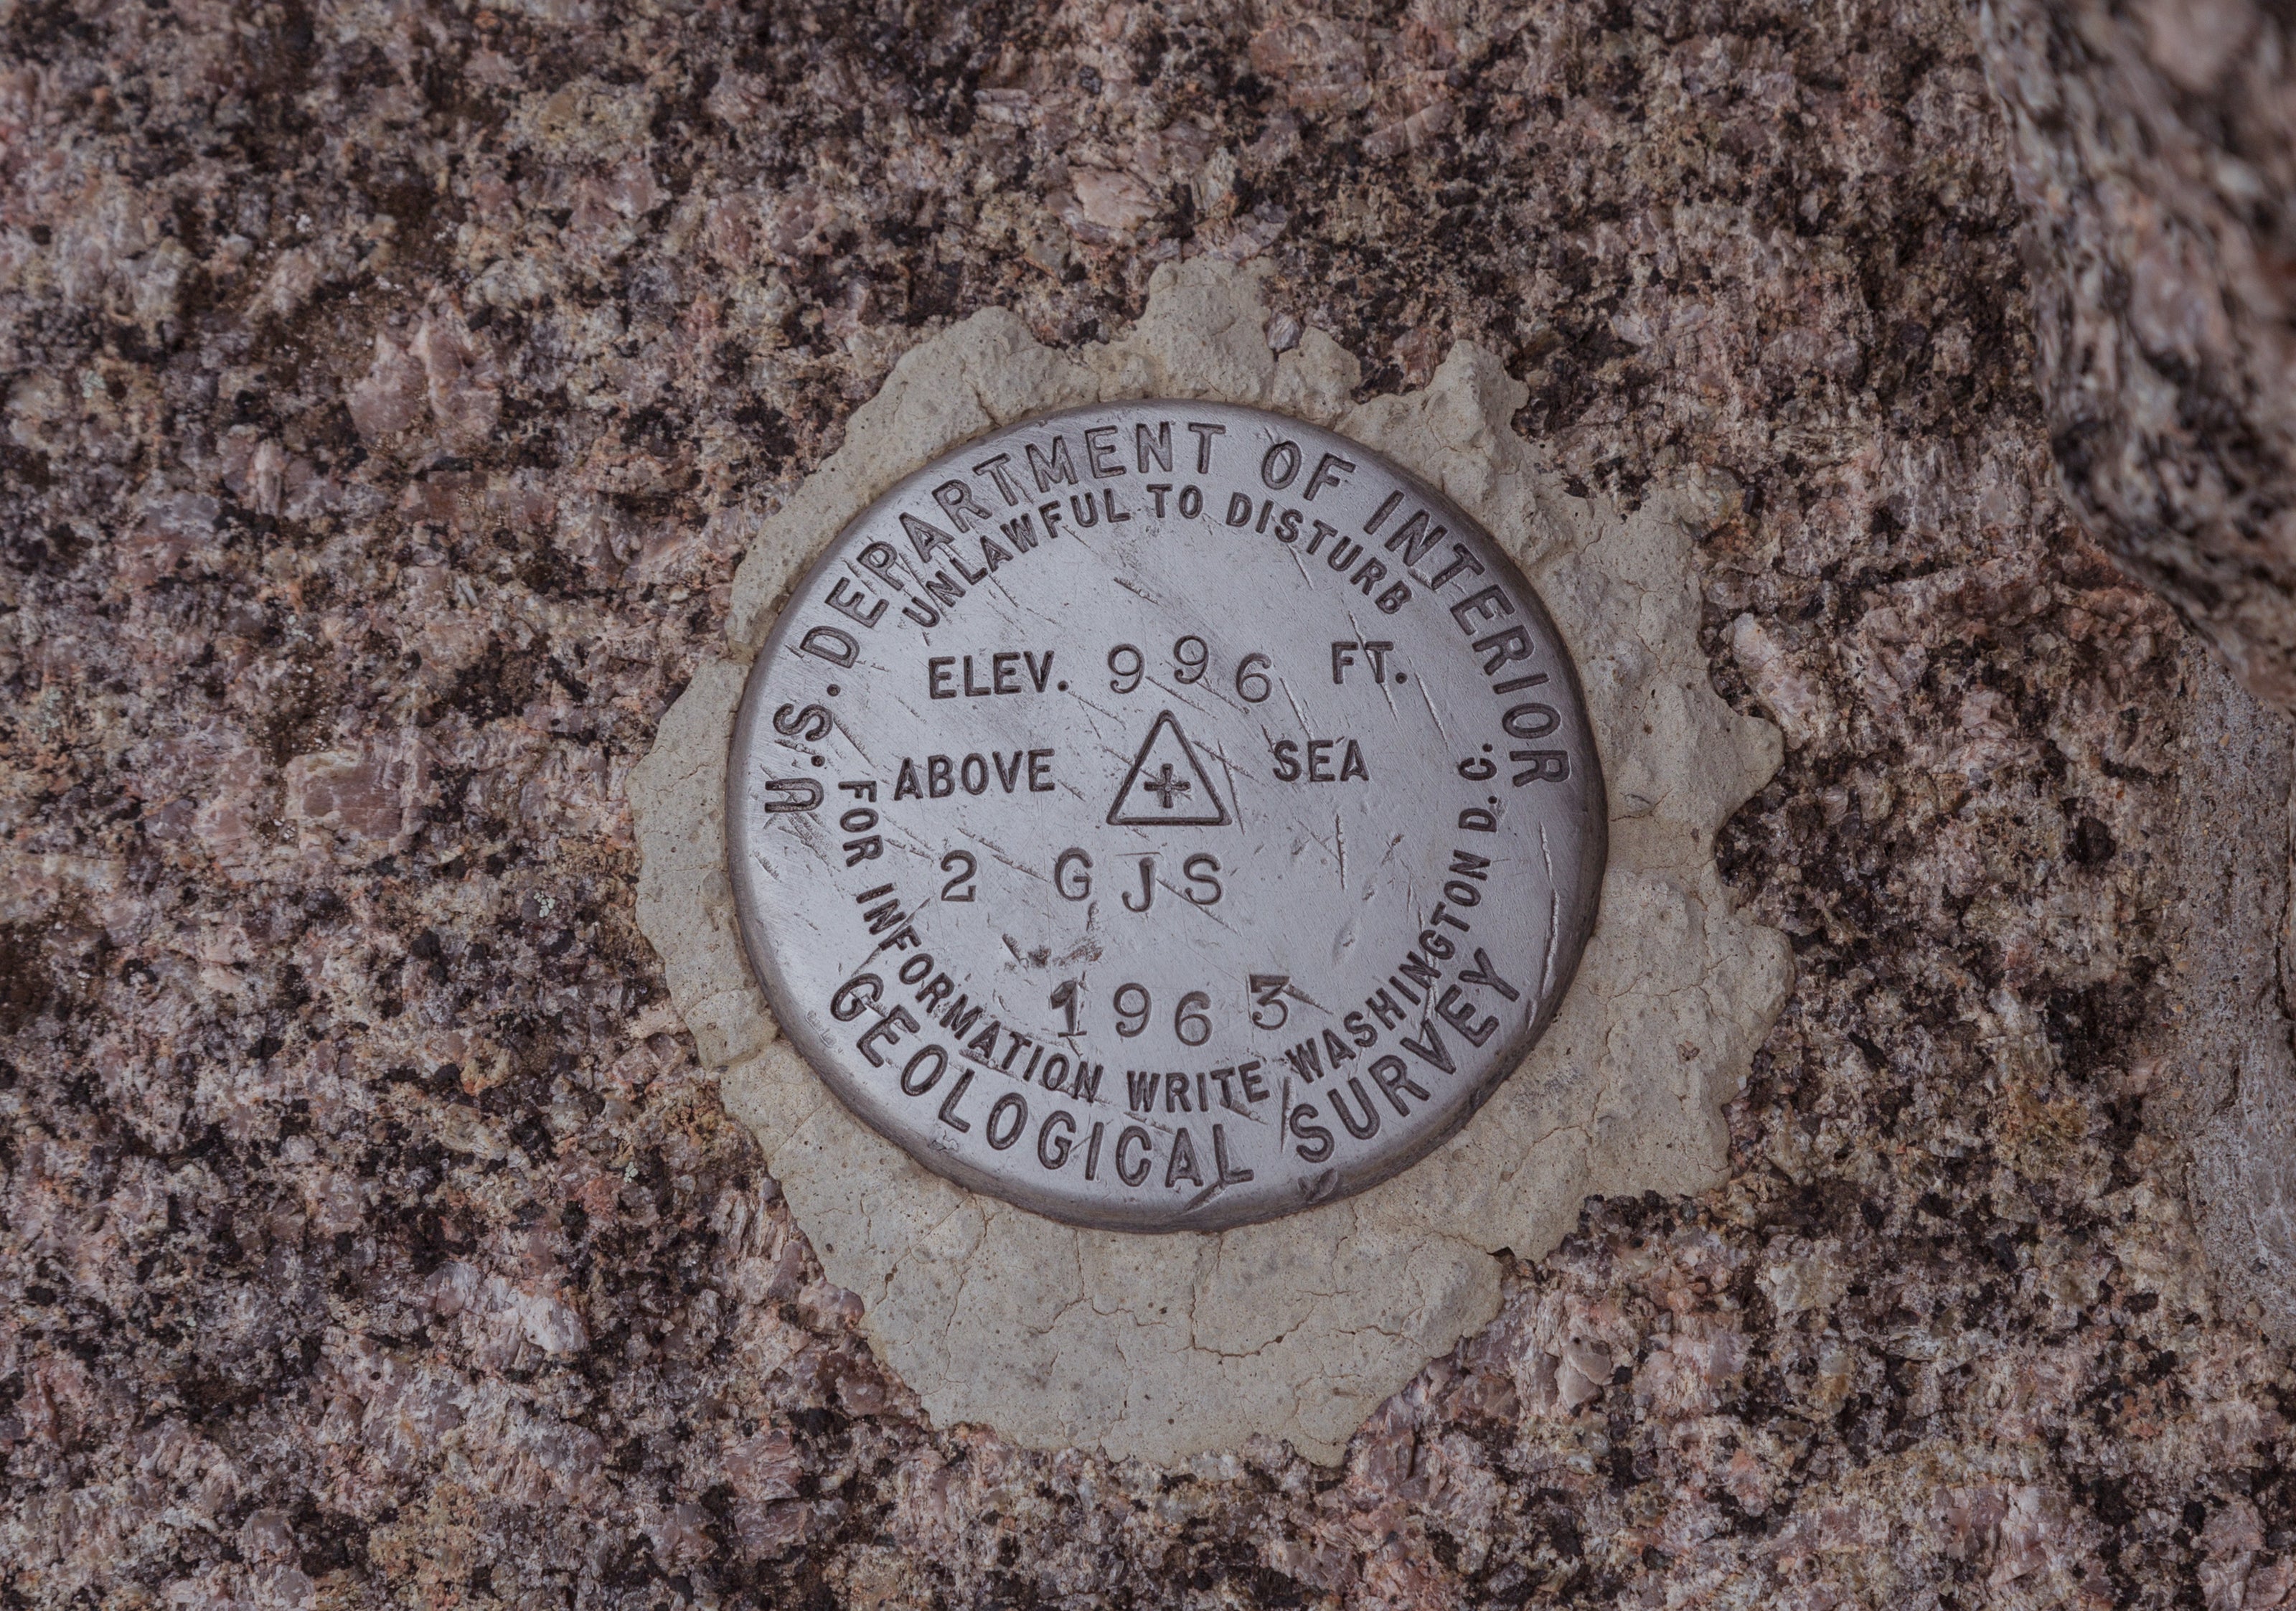 U.S. DEPARTMENT OF INTERIOR
UNLAWFUL TO DISTURB
ELEV. 996 FT.
ABOVE SEA
2 GJS
1963
FOR INFORMATION WRITE WASHINGTON D.C.
GEOLOGICAL SURVEY